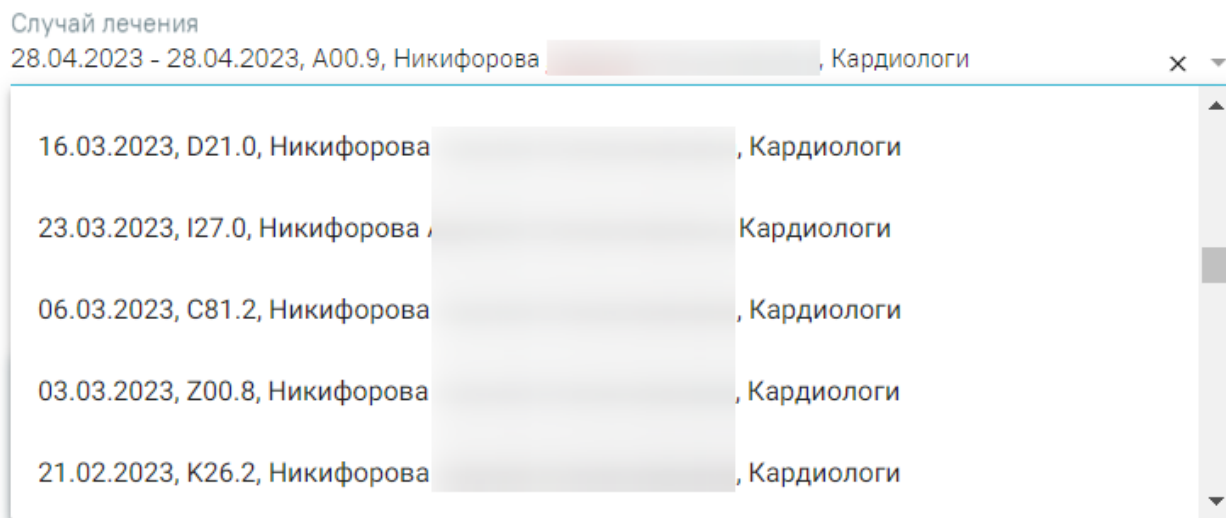 Случай лечения
28.04.2023 - 28.04.2023, A00.9, Никифорова , Кардиологи
16.03.2023, D21.0, Никифорова , Кардиологи
23.03.2023, I27.0, Никифорова Кардиологи
06.03.2023, C81.2, Никифорова , Кардиологи
03.03.2023, Z00.8, Никифорова , Кардиологи
21.02.2023, K26.2, Никифорова , Кардиологи